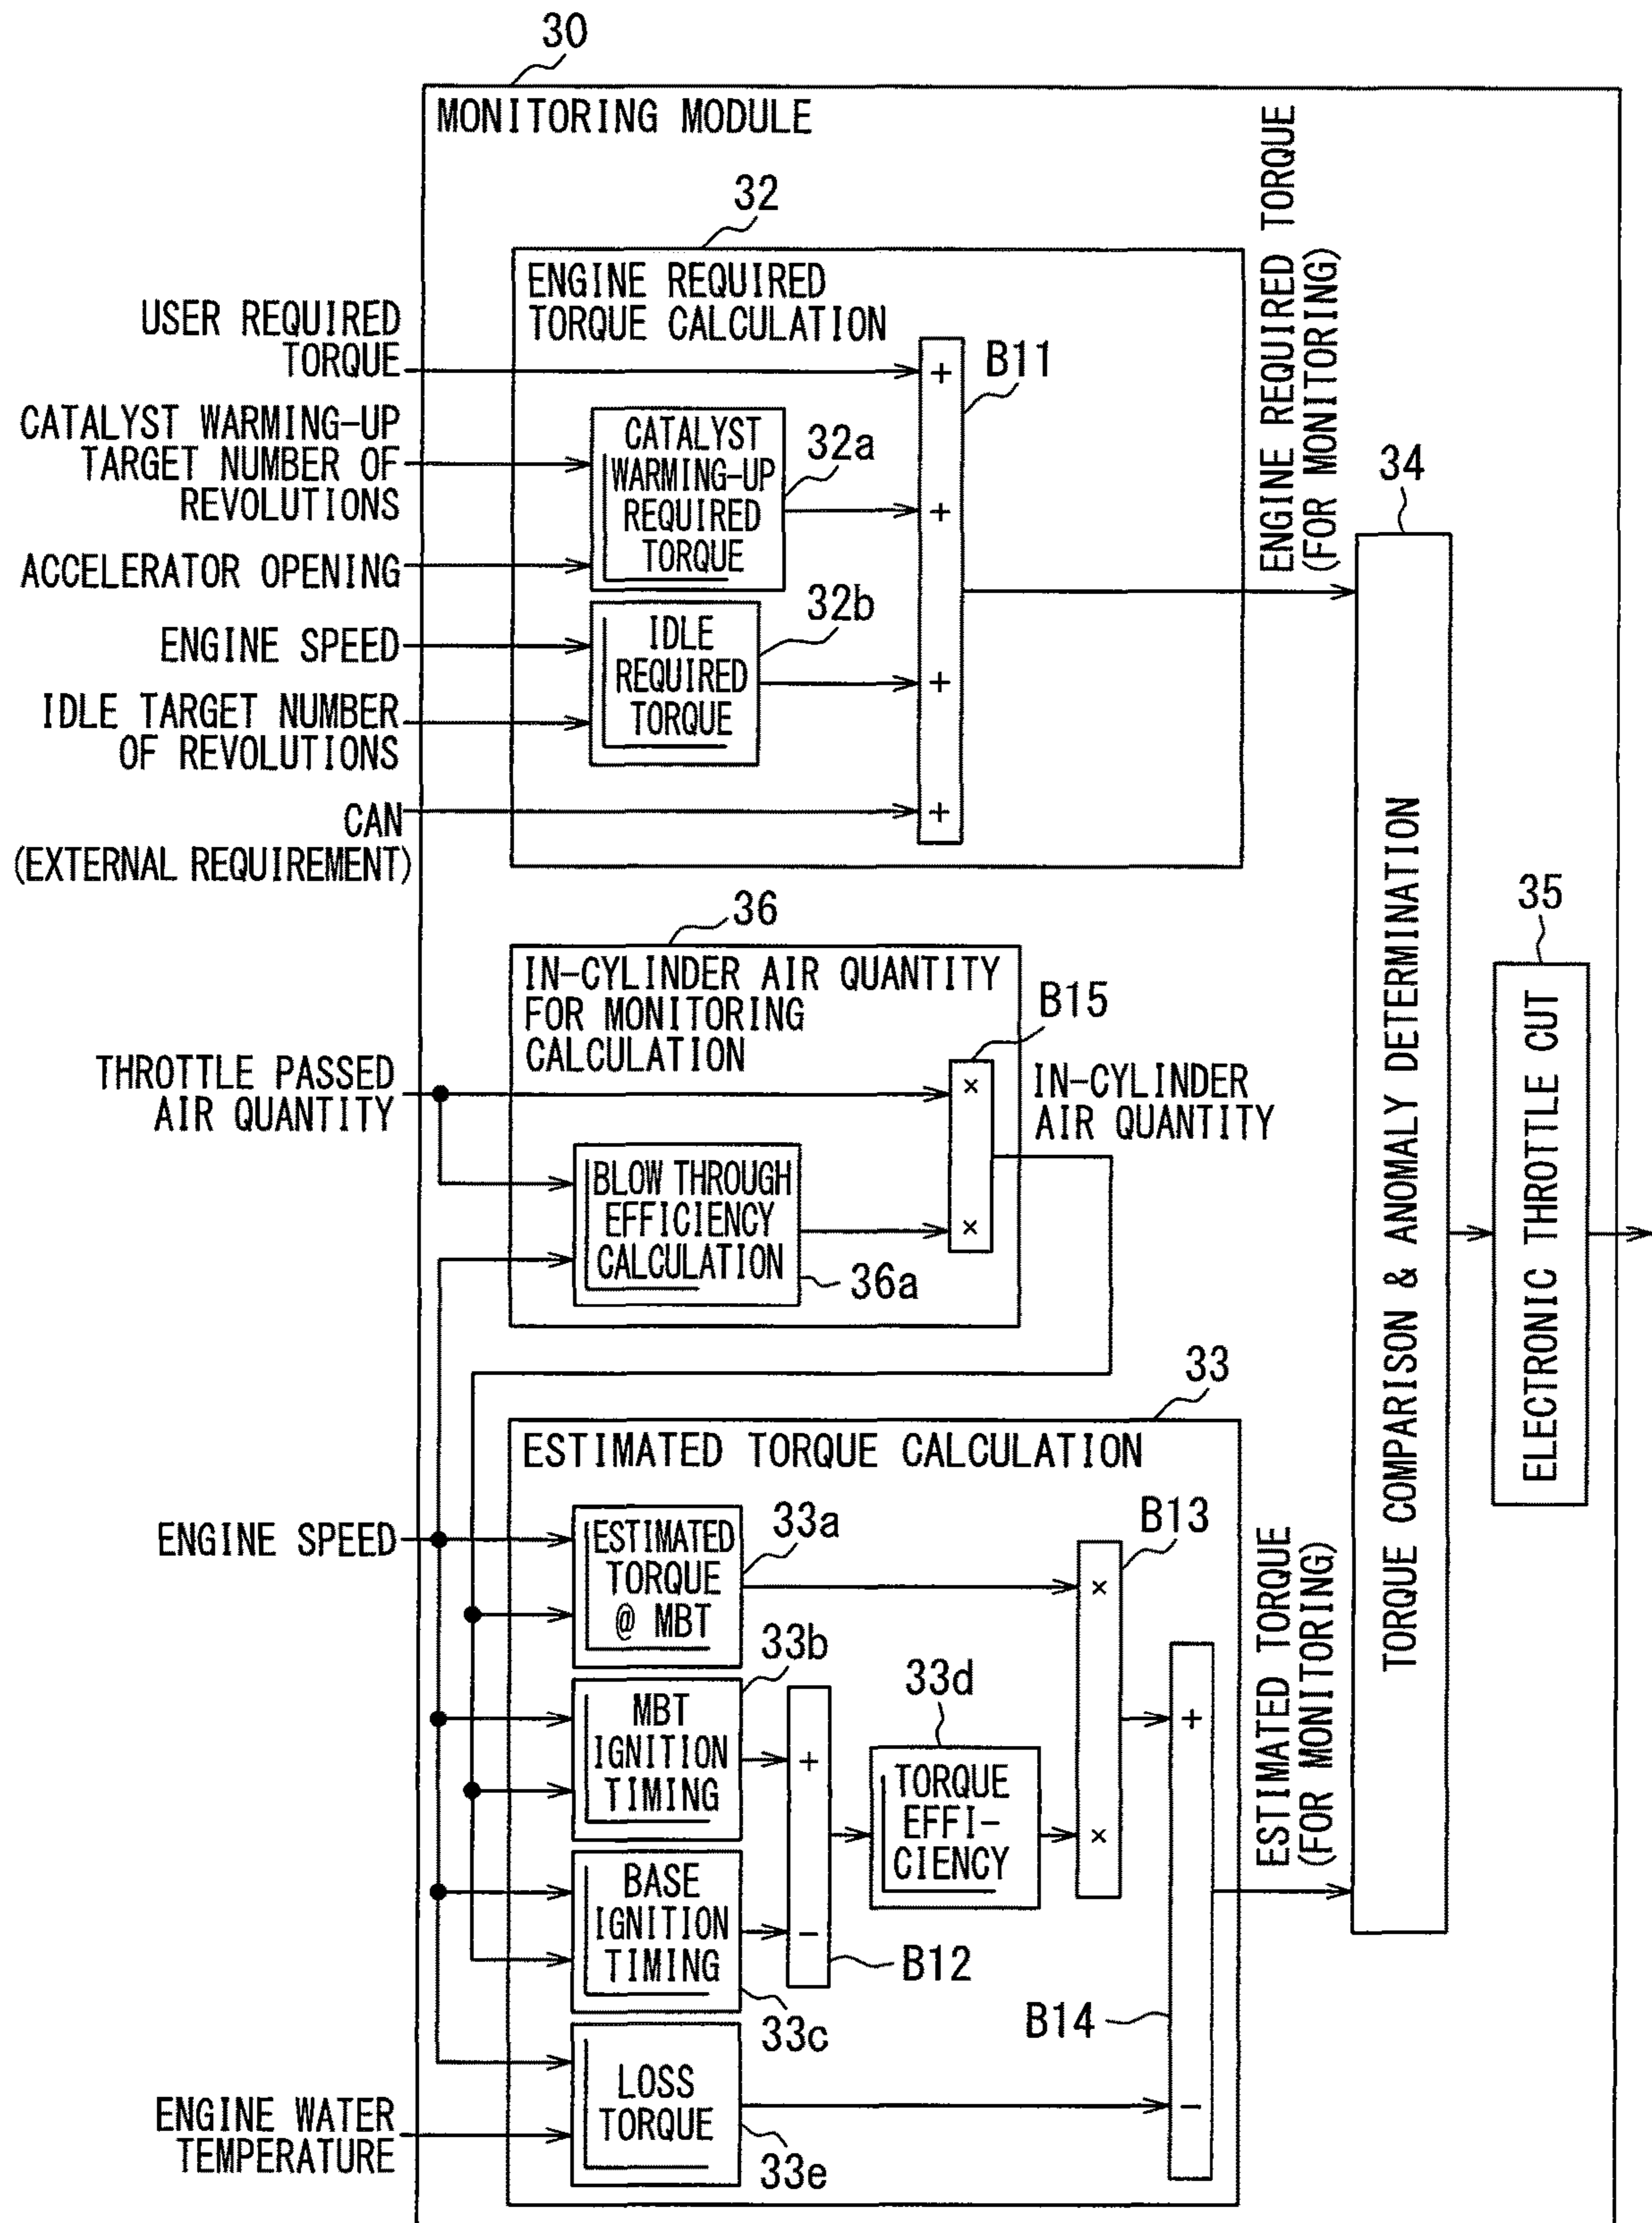 30
MONITORING MODULE
32
ENGINE REQUIRED
TORQUE CALCULATION
USER REQUIRED
TORQUE
B11
CATALYST WARMING-UP
TARGET NUMBER OF
REVOLUTIONS
CATALYST
WARMING-UP
REQUIRED
TORQUE
32a
ACCELERATOR OPENING
ENGINE SPEED
IDLE
REQUIRED
TORQUE
32b
IDLE TARGET NUMBER
OF REVOLUTIONS
CAN
(EXTERNAL REQUIREMENT)
+
+
+
+
ENGINE REQUIRED TORQUE
(FOR MONITORING)
34
TORQUE COMPARISON & ANOMALY DETERMINATION
35
ELECTRONIC THROTTLE CUT
36
IN-CYLINDER AIR QUANTITY
FOR MONITORING
CALCULATION
B15
THROTTLE PASSED
AIR QUANTITY
×
×
IN-CYLINDER
AIR QUANTITY
BLOW THROUGH
EFFICIENCY
CALCULATION
36a
33
ESTIMATED TORQUE CALCULATION
ENGINE SPEED
ESTIMATED
TORQUE
@ MBT
33a
B13
×
×
MBT
IGNITION
TIMING
33b
33d
TORQUE
EFFI-
CIENCY
+
-
BASE
IGNITION
TIMING
33c
B12
B14
+
-
LOSS
TORQUE
33e
ENGINE WATER
TEMPERATURE
ESTIMATED TORQUE
(FOR MONITORING)